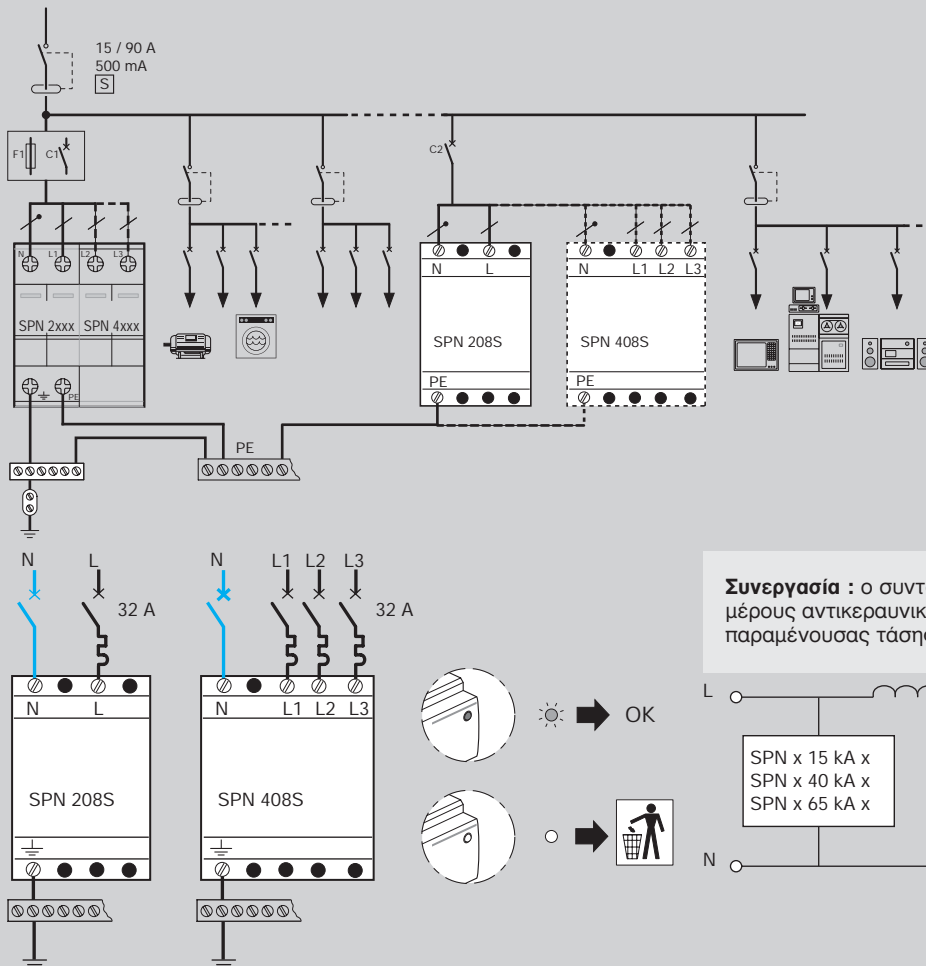 15 / 90 A
500 mA
S
F1 C1
C2
N L1 L2 L3
SPN 2xxx SPN 4xxx
PE
N L
SPN 208S
PE
N L1 L2 L3
SPN 408S
PE
PE
N L
32 A
N L
SPN 208S
N L1 L2 L3
32 A
N L1 L2 L3
SPN 408S
OK
Συνεργασία : ο συντ
μέρους αντικεραυνικ
παραμένουσας τάσης
L
SPN x 15 kA x
SPN x 40 kA x
SPN x 65 kA x
N